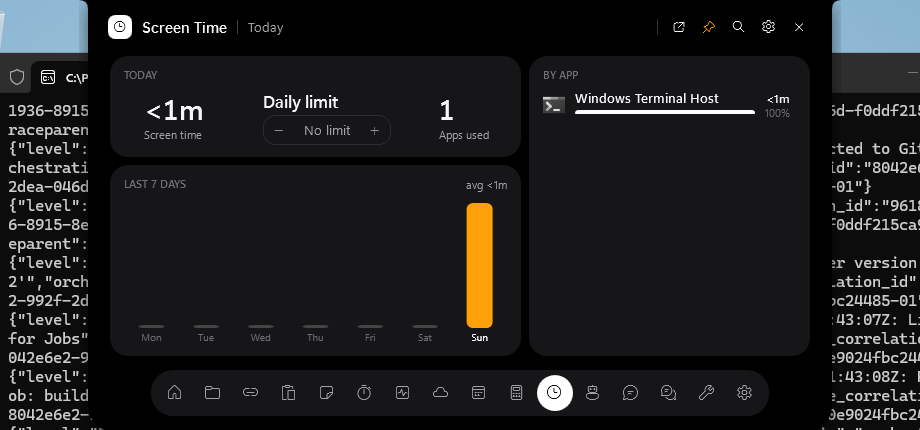 Screen Time
Today
C:\P
TODAY
<1m
Screen time
Daily limit
− No limit +
1
Apps used
BY APP
Windows Terminal Host
<1m
100%
LAST 7 DAYS
avg <1m
Mon Tue Wed Thu Fri Sat Sun
1936-8915
raceparen
{"level":
chestrati
2dea-046d
{"level":
6-8915-8e
eparent":
{"level":
2'","orch
2-992f-2d
{"level":
for Jobs"
042e6e2-9
{"level":
ob: build
8042e6e2-
6d-f0ddf215
cted to Git
id":"8042e6
-01"}
n_id":"9618
f0ddf215ca9
er version
lation_id"
bc24485-01"
:43:07Z: Li
_correlati
e9024fbc244
1:43:08Z: R
e_correlati
0e9024fbc24